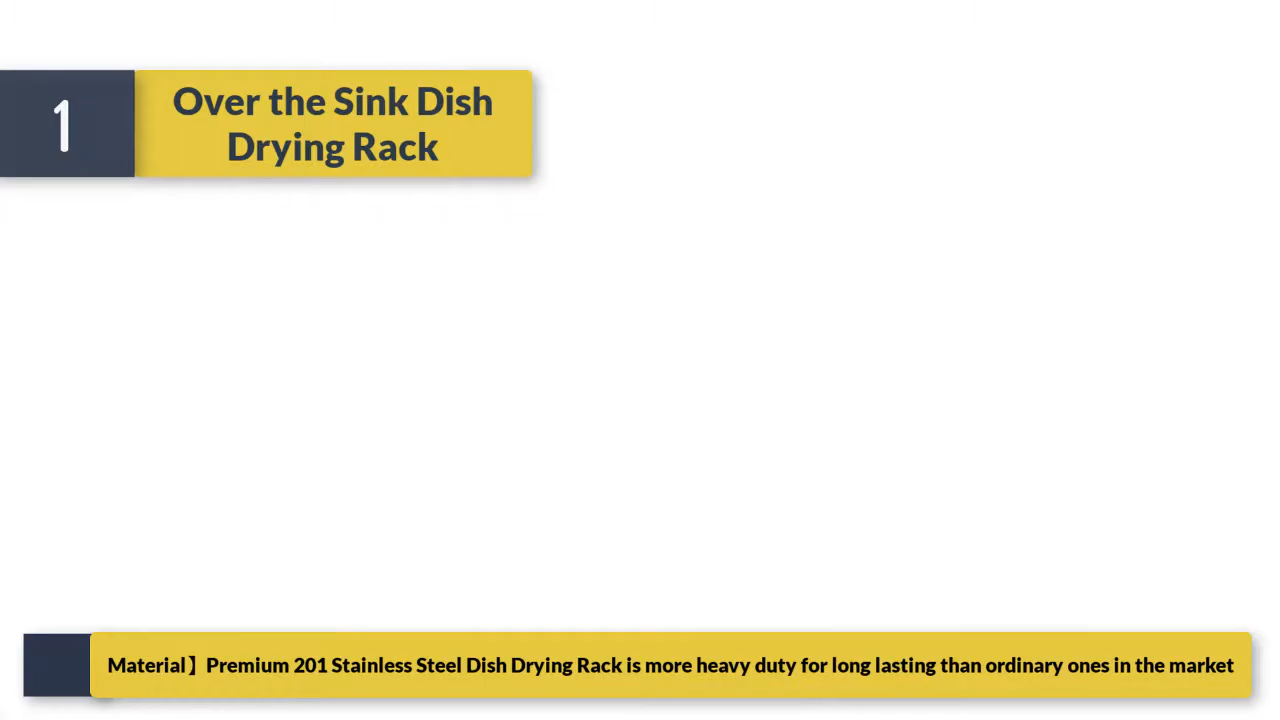 1
Over the Sink Dish
Drying Rack
Material】Premium 201 Stainless Steel Dish Drying Rack is more heavy duty for long lasting than ordinary ones in the market